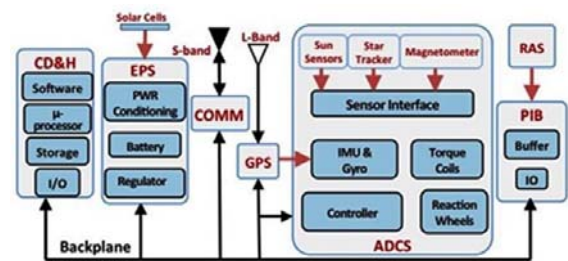 Solar Cells
S-band
L-Band
CD&H
Software
μ-
processor
Storage
I/O
EPS
PWR
Conditioning
Battery
Regulator
COMM
GPS
Sun
Sensors
Star
Tracker
Magnetometer
Sensor Interface
IMU &
Gyro
Torque
Coils
Controller
Reaction
Wheels
ADCS
RAS
PIB
Buffer
IO
Backplane